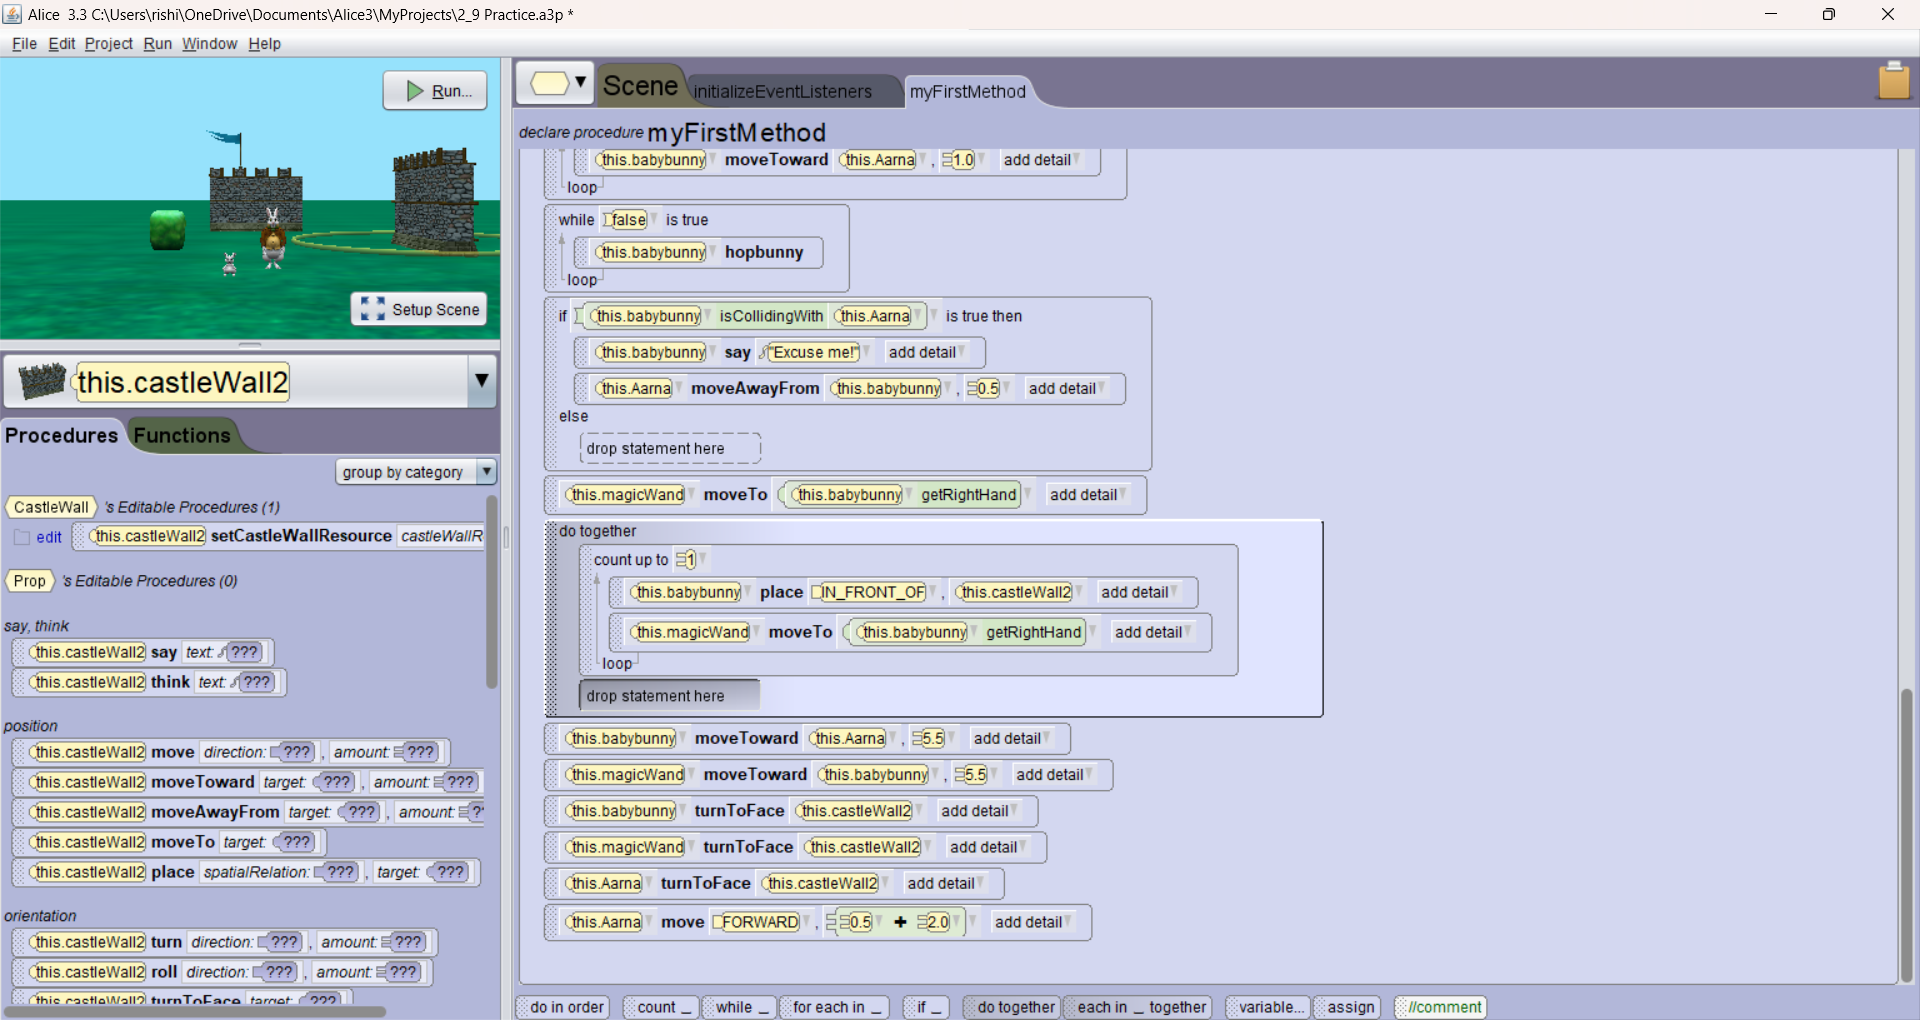 Alice 3.3 C:\Users\rishi\OneDrive\Documents\Alice3\MyProjects\2_9 Practice.a3p *
File Edit Project Run Window Help
Run...
Setup Scene
this.castleWall2
Procedures Functions
group by category
CastleWall 's Editable Procedures (1)
edit this.castleWall2 setCastleWallResource castleWallR
Prop 's Editable Procedures (0)
say, think
this.castleWall2 say text: ???
this.castleWall2 think text: ???
position
this.castleWall2 move direction: ??? , amount: ???
this.castleWall2 moveToward target: ??? , amount: ???
this.castleWall2 moveAwayFrom target: ??? , amount: ?
this.castleWall2 moveTo target: ???
this.castleWall2 place spatialRelation: ??? , target: ???
orientation
this.castleWall2 turn direction: ??? , amount: ???
this.castleWall2 roll direction: ??? , amount: ???
this.castleWall2 turnToFace target: ???
Scene initializeEventListeners myFirstMethod
declare procedure myFirstMethod
this.babybunny moveToward this.Aarna , 1.0 add detail
loop
while false is true
this.babybunny hopbunny
loop
if this.babybunny isCollidingWith this.Aarna is true then
this.babybunny say "Excuse me!" add detail
this.Aarna moveAwayFrom this.babybunny , 0.5 add detail
else
drop statement here
this.magicWand moveTo this.babybunny getRightHand add detail
do together
count up to 1
this.babybunny place IN_FRONT_OF , this.castleWall2 add detail
this.magicWand moveTo this.babybunny getRightHand add detail
loop
drop statement here
this.babybunny moveToward this.Aarna , 5.5 add detail
this.magicWand moveToward this.babybunny , 5.5 add detail
this.babybunny turnToFace this.castleWall2 add detail
this.magicWand turnToFace this.castleWall2 add detail
this.Aarna turnToFace this.castleWall2 add detail
this.Aarna move FORWARD , 0.5 + 2.0 add detail
do in order count _ while _ for each in _ if _ do together each in _ together variable... assign //comment